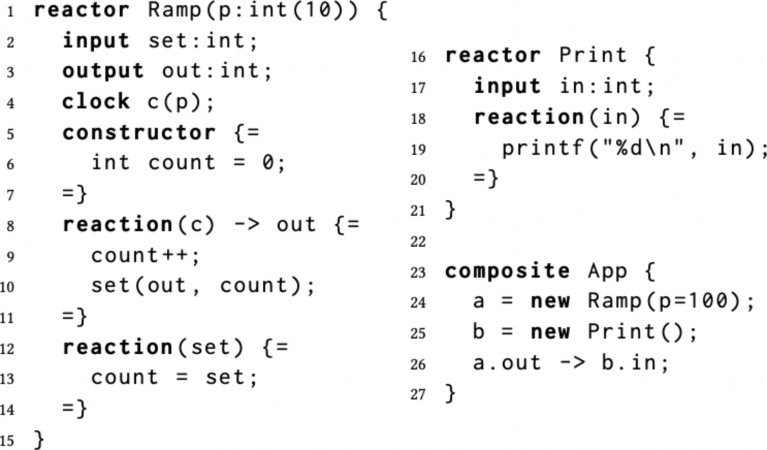 1 reactor Ramp(p:int(10)) {
2   input set:int;
3   output out:int;
4   clock c(p);
5   constructor {=
6     int count = 0;
7   =}
8   reaction(c) -> out {=
9     count++;
10     set(out, count);
11   =}
12   reaction(set) {=
13     count = set;
14   =}
15 }
16 reactor Print {
17   input in:int;
18   reaction(in) {=
19     printf("%d\n", in);
20   =}
21 }
22
23 composite App {
24   a = new Ramp(p=100);
25   b = new Print();
26   a.out -> b.in;
27 }